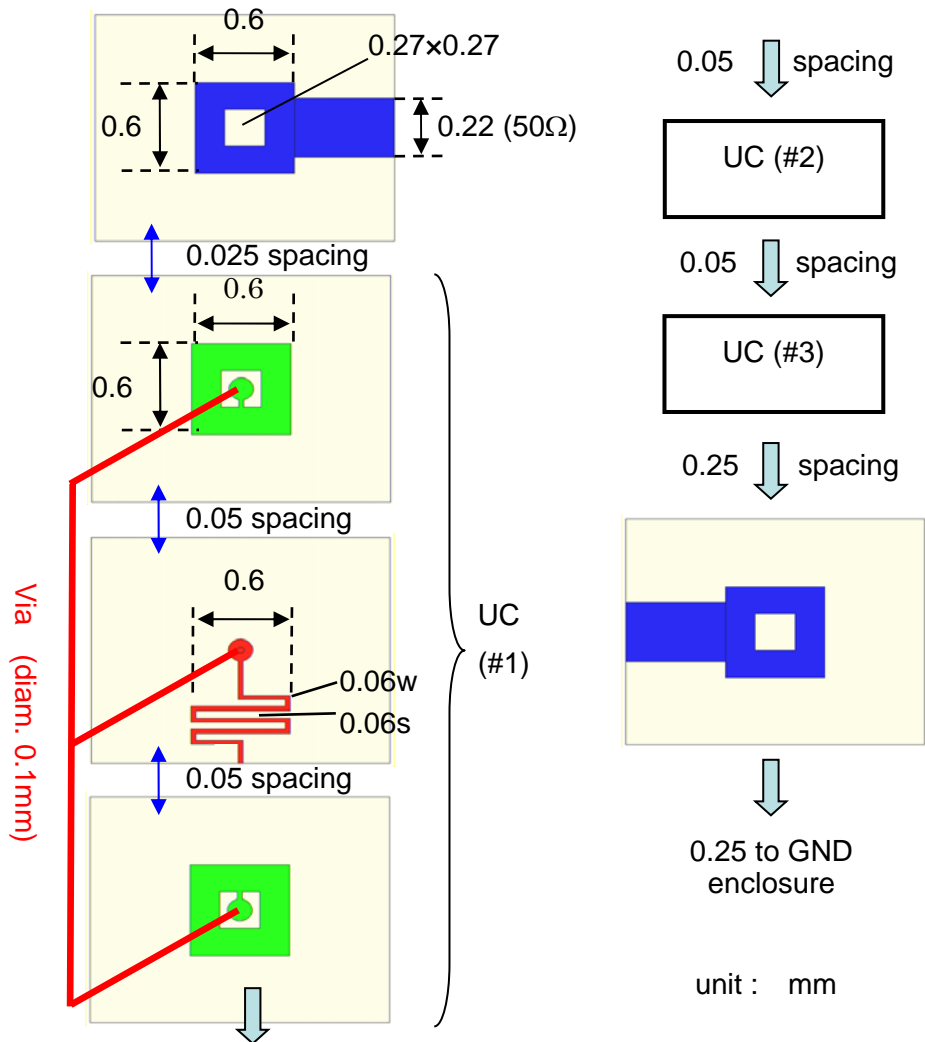 0.6
0.27×0.27
0.6
0.22 (50Ω)
0.025 spacing
0.6
0.6
0.05 spacing
0.6
0.06w
0.06s
0.05 spacing
Via (diam. 0.1mm)
UC
(#1)
0.05 spacing
UC (#2)
0.05 spacing
UC (#3)
0.25 spacing
0.25 to GND
enclosure
unit : mm